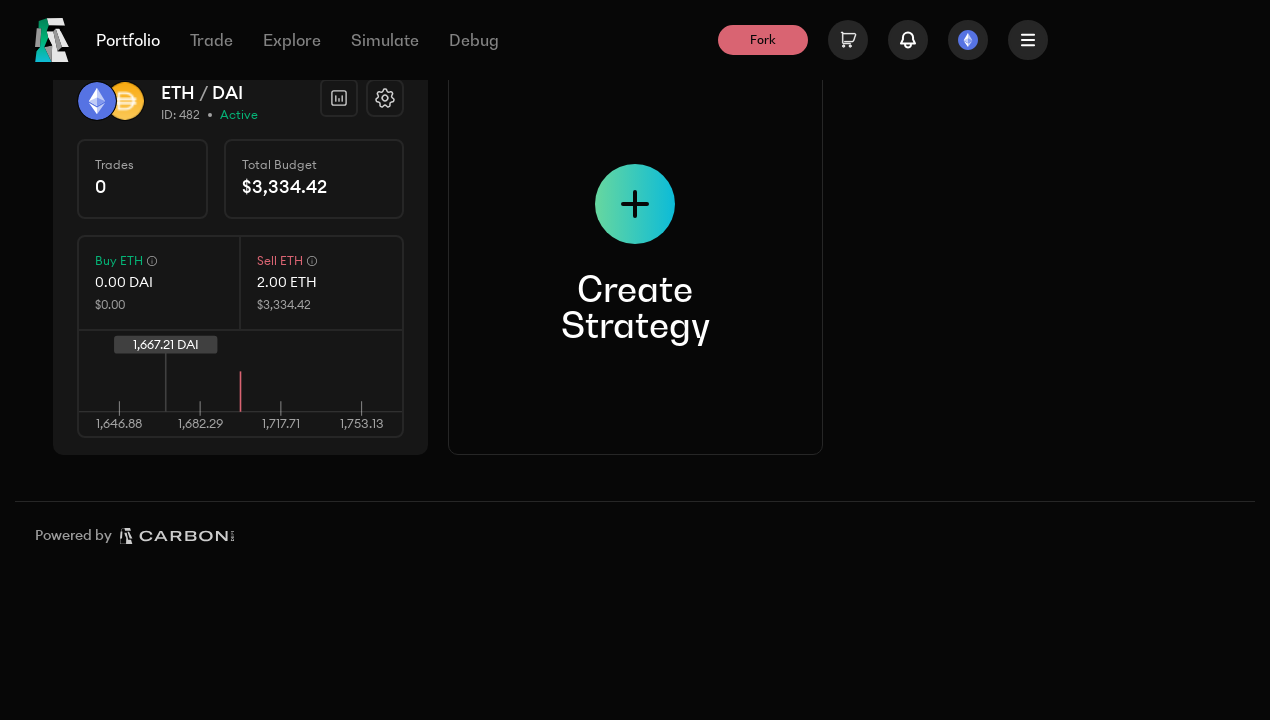 Portfolio
Trade
Explore
Simulate
Debug
Fork
ETH / DAI
ID: 482 • Active
Trades
0
Total Budget
$3,334.42
Buy ETH
0.00 DAI
$0.00
Sell ETH
2.00 ETH
$3,334.42
1,667.21 DAI
1,646.88
1,682.29
1,717.71
1,753.13
Create
Strategy
Powered by CARBON